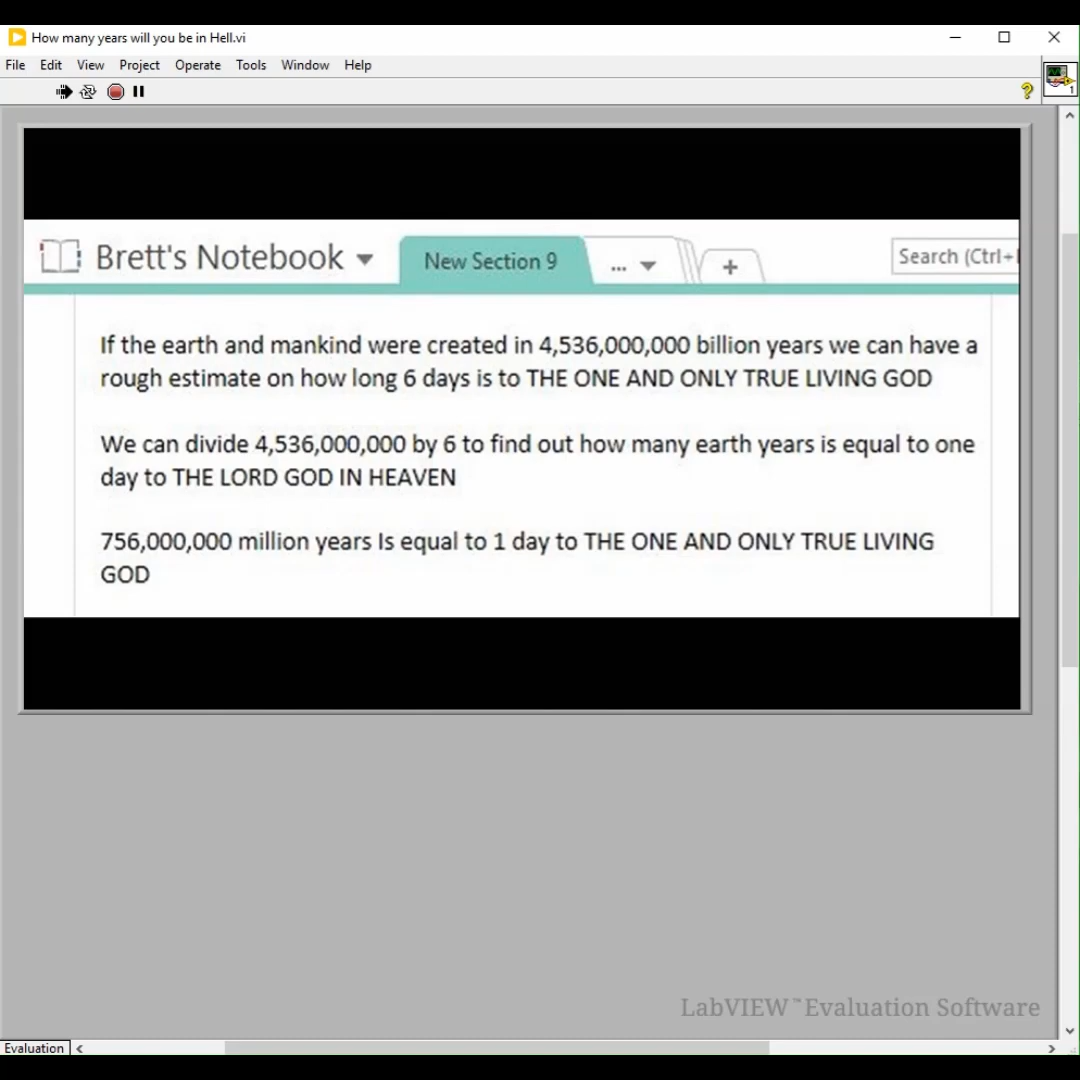 How many years will you be in Hell.vi
File Edit View Project Operate Tools Window Help
1
Brett's Notebook New Section 9 ... + Search (Ctrl+
If the earth and mankind were created in 4,536,000,000 billion years we can have a
rough estimate on how long 6 days is to THE ONE AND ONLY TRUE LIVING GOD
We can divide 4,536,000,000 by 6 to find out how many earth years is equal to one
day to THE LORD GOD IN HEAVEN
756,000,000 million years Is equal to 1 day to THE ONE AND ONLY TRUE LIVING
GOD
LabVIEW™ Evaluation Software
Evaluation